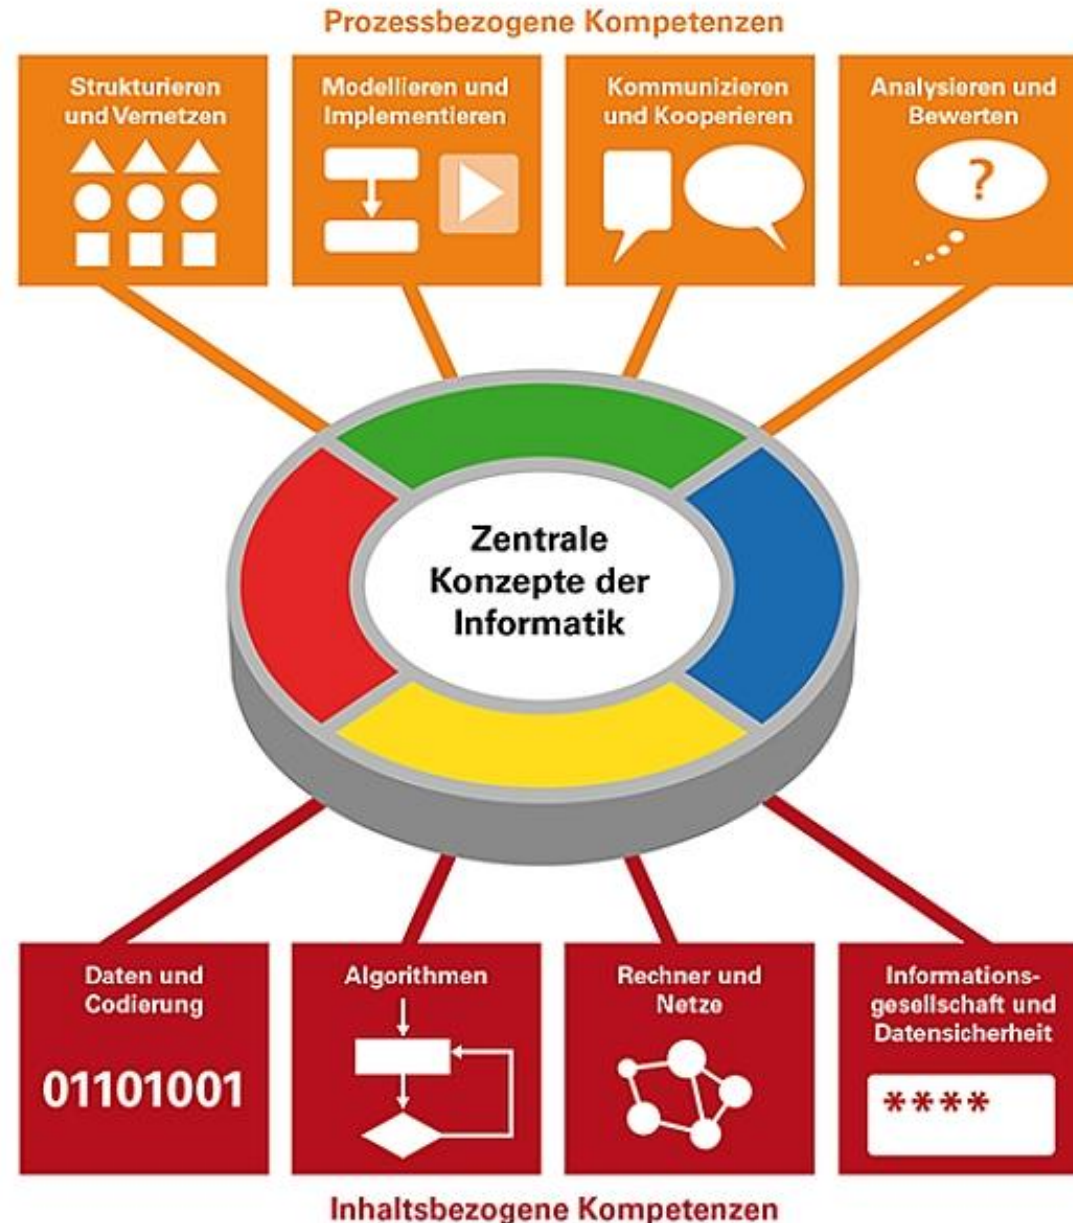 Prozessbezogene Kompetenzen
Strukturieren
und Vernetzen
Modellieren und
Implementieren
Kommunizieren
und Kooperieren
Analysieren und
Bewerten
?
Zentrale
Konzepte der
Informatik
Daten und
Codierung
01101001
Algorithmen
Rechner und
Netze
Informations-
gesellschaft und
Datensicherheit
****
Inhaltsbezogene Kompetenzen